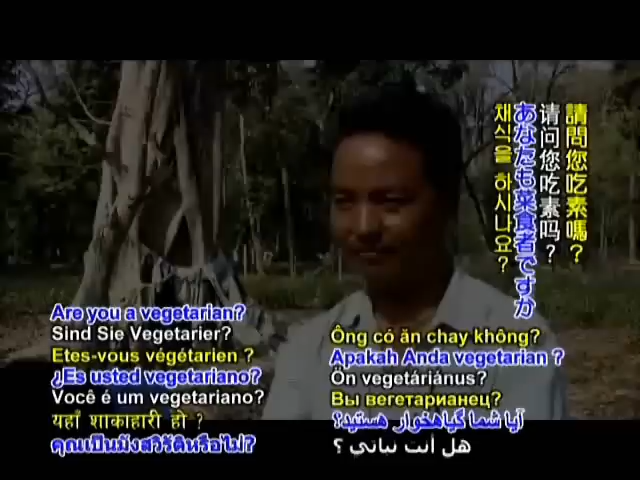 請問您吃素嗎?
请问您吃素吗?
あなたも菜食者ですか
채식을 하시나요?
Are you a vegetarian?
Sind Sie Vegetarier?
Etes-vous végétarien ?
¿Es usted vegetariano?
Você é um vegetariano?
यहाँ शाकाहारी हो ?
คุณเป็นมังสวิรัติหรือไม่?
Ông có ăn chay không?
Apakah Anda vegetarian ?
Ön vegetáriánus?
Вы вегетарианец?
آیا شما گیاهخوار هستید؟
هل أنت نباتي ؟